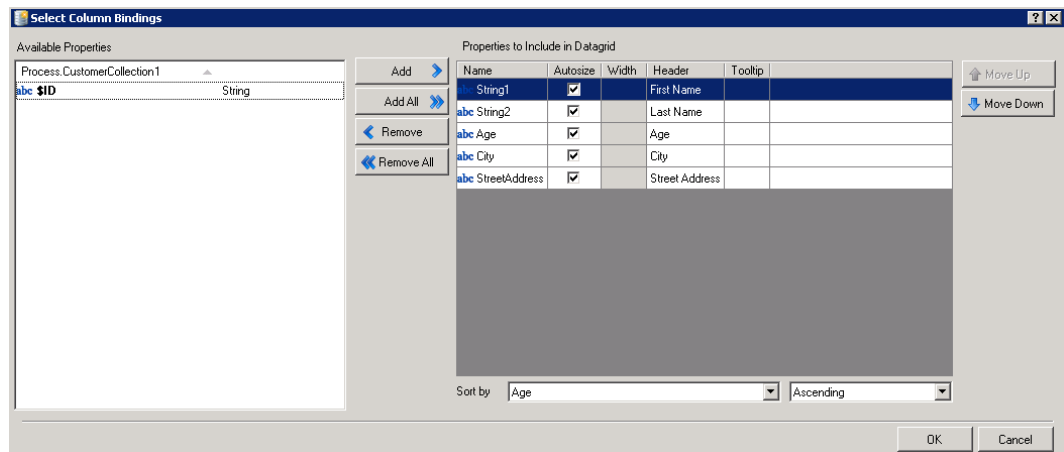 Select Column Bindings
Available Properties
Process.CustomerCollection1
abc $ID String
Add
Add All
Remove
Remove All
Properties to Include in Datagrid
Name Autosize Width Header Tooltip
abc String1 First Name
abc String2 Last Name
abc Age Age
abc City City
abc StreetAddress Street Address
Move Up
Move Down
Sort by Age Ascending
OK Cancel